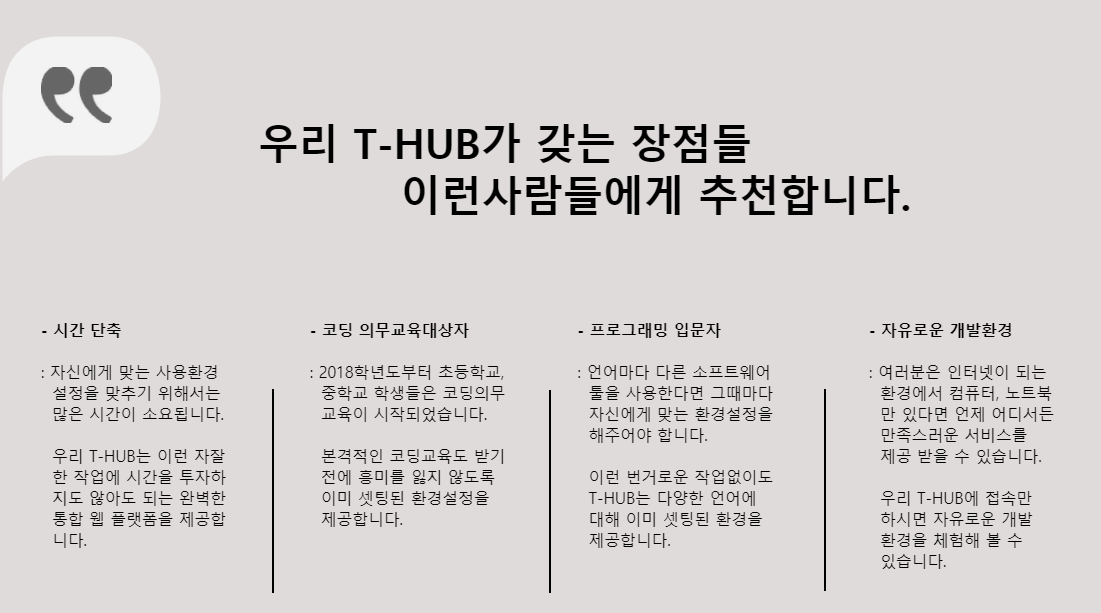 우리 T-HUB가 갖는 장점들
이런사람들에게 추천합니다.
- 시간 단축
: 자신에게 맞는 사용환경
설정을 맞추기 위해서는
많은 시간이 소요됩니다.
우리 T-HUB는 이런 자잘
한 작업에 시간을 투자하
지도 않아도 되는 완벽한
통합 웹 플랫폼을 제공합
니다.
- 코딩 의무교육대상자
: 2018학년도부터 초등학교,
중학교 학생들은 코딩의무
교육이 시작되었습니다.
본격적인 코딩교육도 받기
전에 흥미를 잃지 않도록
이미 셋팅된 환경설정을
제공합니다.
- 프로그래밍 입문자
: 언어마다 다른 소프트웨어
툴을 사용한다면 그때마다
자신에게 맞는 환경설정을
해주어야 합니다.
이런 번거로운 작업없이도
T-HUB는 다양한 언어에
대해 이미 셋팅된 환경을
제공합니다.
- 자유로운 개발환경
: 여러분은 인터넷이 되는
환경에서 컴퓨터, 노트북
만 있다면 언제 어디서든
만족스러운 서비스를
제공 받을 수 있습니다.
우리 T-HUB에 접속만
하시면 자유로운 개발
환경을 체험해 볼 수
있습니다.